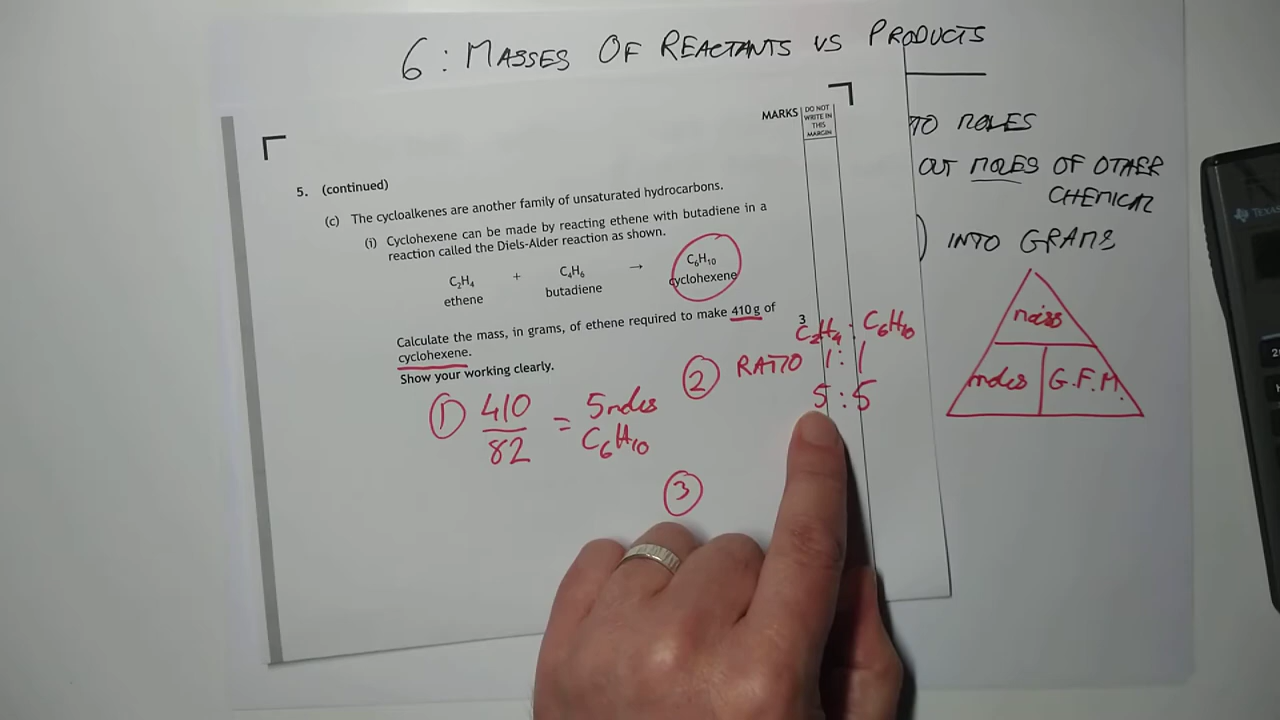 6 : MASSES OF REACTANTS VS PRODUCTS
TO MOLES
OUT MOLES OF OTHER
CHEMICAL
INTO GRAMS
mass
moles G.F.M.
MARKS
DO NOT
WRITE IN
THIS
MARGIN
5. (continued)
(c) The cycloalkenes are another family of unsaturated hydrocarbons.
(i) Cyclohexene can be made by reacting ethene with butadiene in a
reaction called the Diels-Alder reaction as shown.
C₂H₄ + C₄H₆ → C₆H₁₀
ethene butadiene cyclohexene
Calculate the mass, in grams, of ethene required to make 410 g of
cyclohexene.
3
Show your working clearly.
① 410/82 = 5 moles
C₆H₁₀
C₂H₄ : C₆H₁₀
② RATIO 1 : 1
5 : 5
③